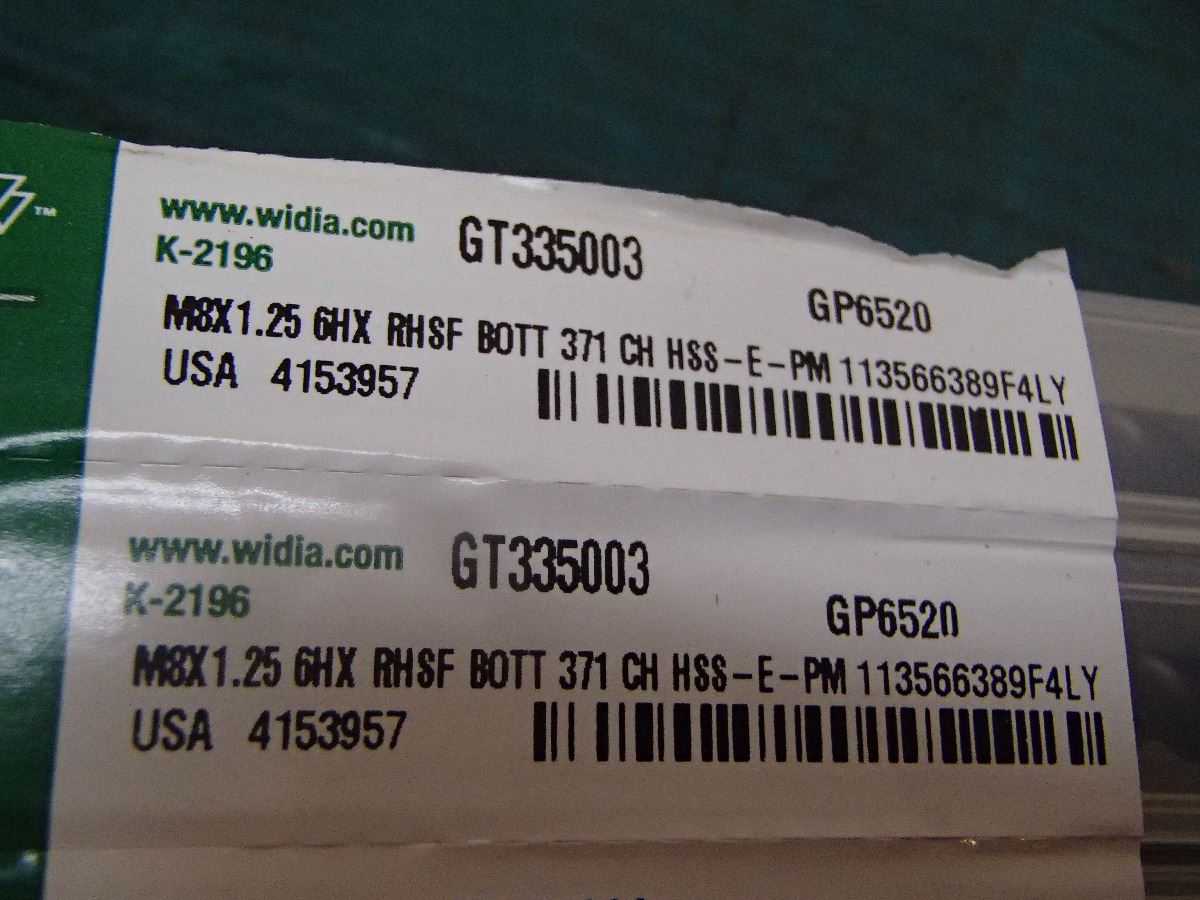 ™
www.widia.com GT335003
K-2196
GP6520
M8X1.25 6HX RHSF BOTT 371 CH HSS-E-PM 113566389F4LY
USA 4153957
www.widia.com GT335003
K-2196
GP6520
M8X1.25 6HX RHSF BOTT 371 CH HSS-E-PM 113566389F4LY
USA 4153957